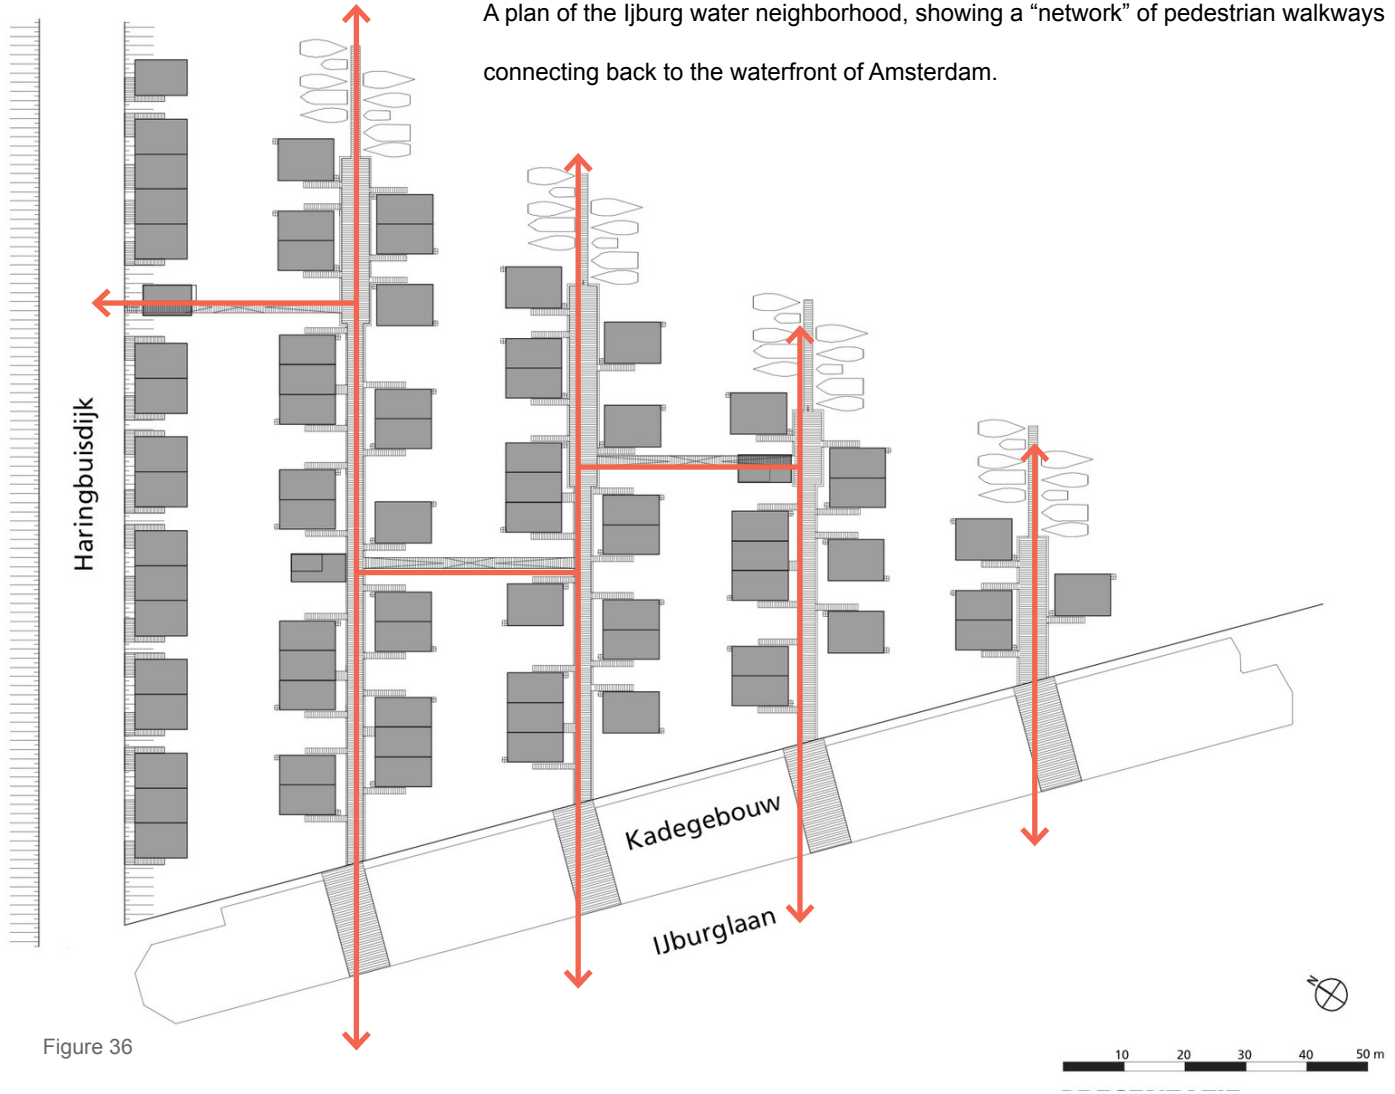 A plan of the Ijburg water neighborhood, showing a “network” of pedestrian walkways
connecting back to the waterfront of Amsterdam.
Haringbuisdijk
Kadegebouw
IJburglaan
N
Figure 36
10 20 30 40 50 m